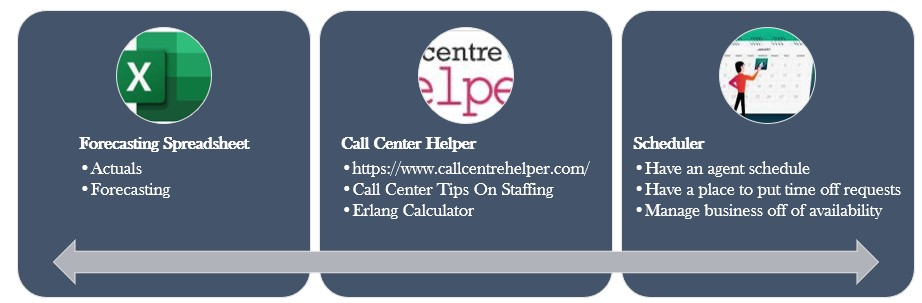 X
Forecasting Spreadsheet
• Actuals
• Forecasting
centre
elpe
Call Center Helper
• https://www.callcentrehelper.com/
• Call Center Tips On Staffing
• Erlang Calculator
Scheduler
• Have an agent schedule
• Have a place to put time off requests
• Manage business off of availability